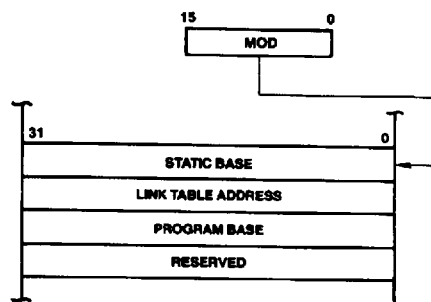 15 0
MOD
31 0
STATIC BASE
LINK TABLE ADDRESS
PROGRAM BASE
RESERVED